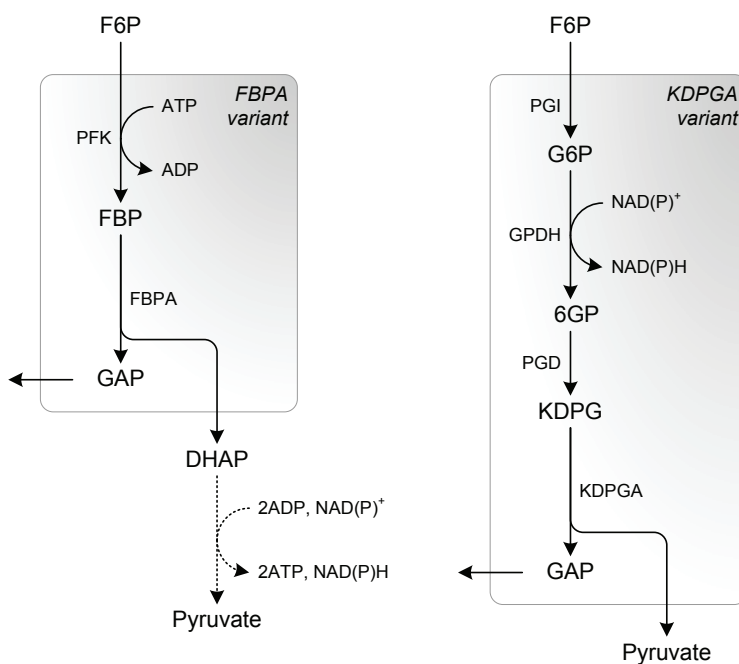 F6P
FBPA
variant
ATP
PFK
ADP
FBP
FBPA
GAP
DHAP
2ADP, NAD(P)⁺
2ATP, NAD(P)H
Pyruvate
F6P
KDPGA
variant
PGI
G6P
NAD(P)⁺
GPDH
NAD(P)H
6GP
PGD
KDPG
KDPGA
GAP
Pyruvate